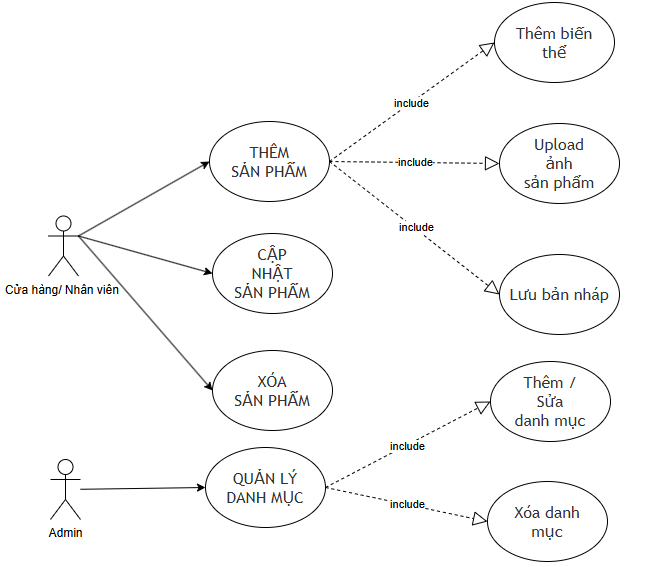 Thêm biến
thể
include
THÊM
SẢN PHẨM
include
Upload
ảnh
sản phẩm
include
CẬP
NHẬT
SẢN PHẨM
Cửa hàng/ Nhân viên
Lưu bản nháp
XÓA
SẢN PHẨM
Thêm /
Sửa
danh mục
include
QUẢN LÝ
DANH MỤC
include
Xóa danh
mục
Admin